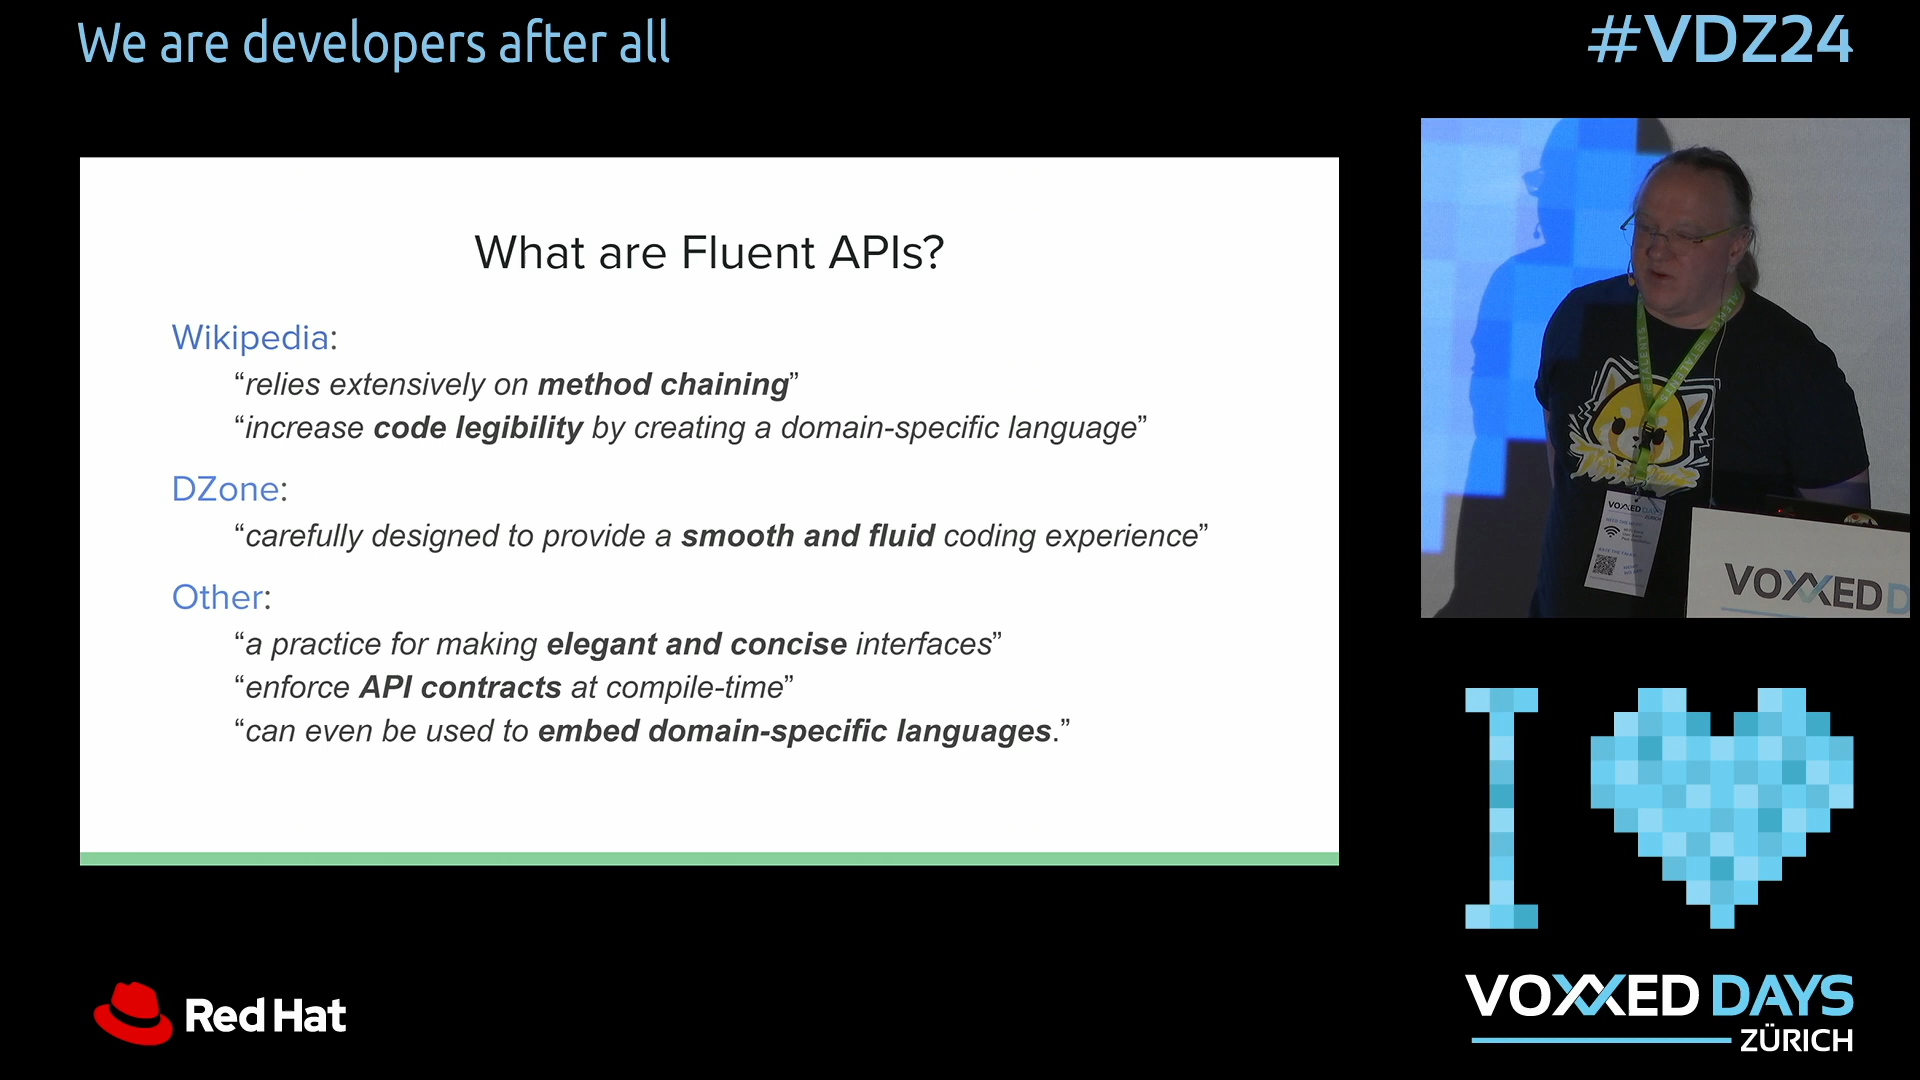 We are developers after all
#VDZ24
What are Fluent APIs?
Wikipedia:
“relies extensively on method chaining”
“increase code legibility by creating a domain-specific language”
DZone:
“carefully designed to provide a smooth and fluid coding experience”
Other:
“a practice for making elegant and concise interfaces”
“enforce API contracts at compile-time”
“can even be used to embed domain-specific languages.”
VOXXED DAYS
VOXXED D
I
Red Hat
VOXXED DAYS
ZÜRICH